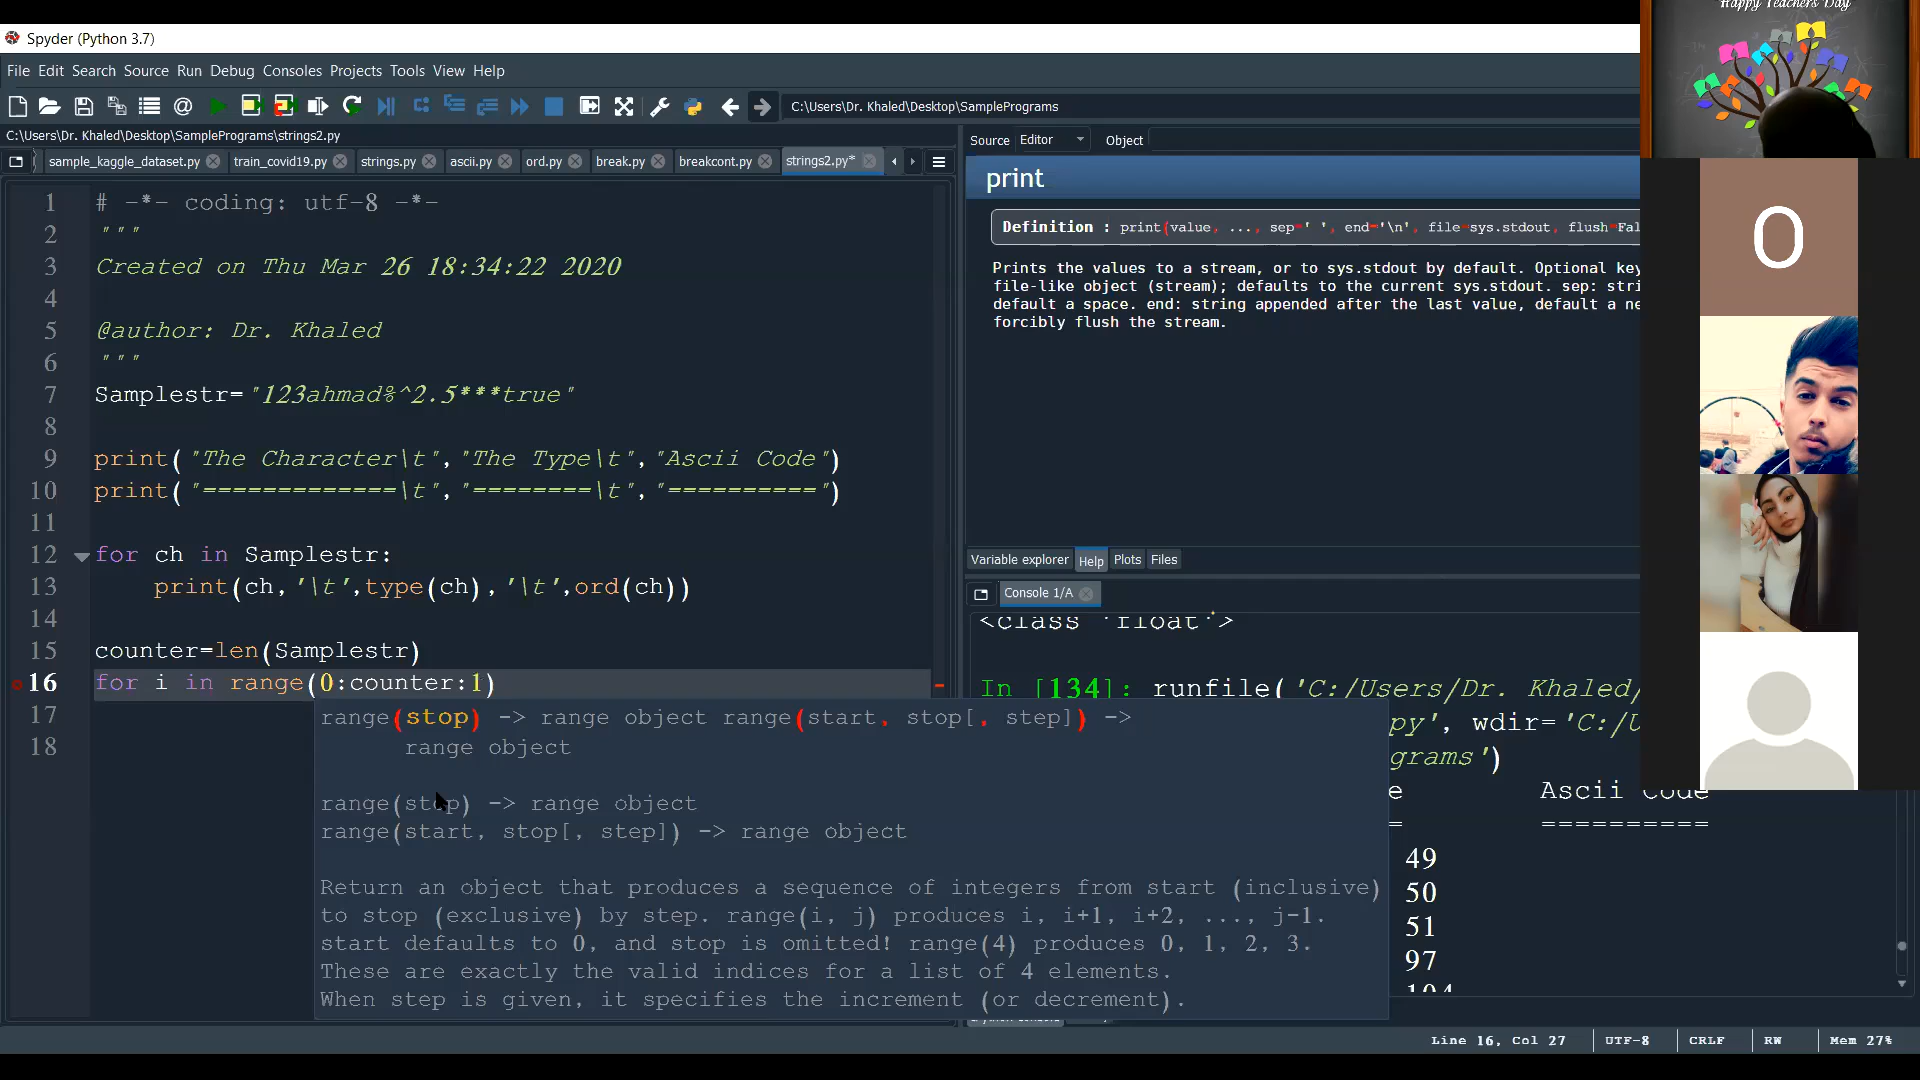 Happy Teachers Day
Spyder (Python 3.7)
File Edit Search Source Run Debug Consoles Projects Tools View Help
C:\Users\Dr. Khaled\Desktop\SamplePrograms
C:\Users\Dr. Khaled\Desktop\SamplePrograms\strings2.py
sample_kaggle_dataset.py train_covid19.py strings.py ascii.py ord.py break.py breakcont.py strings2.py*
1 # -*- coding: utf-8 -*-
2 """
3 Created on Thu Mar 26 18:34:22 2020
4
5 @author: Dr. Khaled
6 """
7 Samplestr="123ahmad%^2.5***true"
8
9 print("The Character\t","The Type\t","Ascii Code")
10 print("=============\t","========\t","==========")
11
12 for ch in Samplestr:
13 print(ch,'\t',type(ch),'\t',ord(ch))
14
15 counter=len(Samplestr)
16 for i in range(0:counter:1)
17
18
range(stop) -> range object range(start, stop[, step]) ->
range object
range(stop) -> range object
range(start, stop[, step]) -> range object
Return an object that produces a sequence of integers from start (inclusive)
to stop (exclusive) by step. range(i, j) produces i, i+1, i+2, ..., j-1.
start defaults to 0, and stop is omitted! range(4) produces 0, 1, 2, 3.
These are exactly the valid indices for a list of 4 elements.
When step is given, it specifies the increment (or decrement).
Source Editor Object
print
Definition : print(value, ..., sep=' ', end='\n', file=sys.stdout, flush=Fal
Prints the values to a stream, or to sys.stdout by default. Optional key
file-like object (stream); defaults to the current sys.stdout. sep: stri
default a space. end: string appended after the last value, default a ne
forcibly flush the stream.
Variable explorer Help Plots Files
Console 1/A
<class 'float'>
In [134]: runfile('C:/Users/Dr. Khaled/
py', wdir='C:/U
grams')
e Ascii Code
= ==========
49
50
51
97
104
O
Line 16, Col 27 UTF-8 CRLF RW Mem 27%